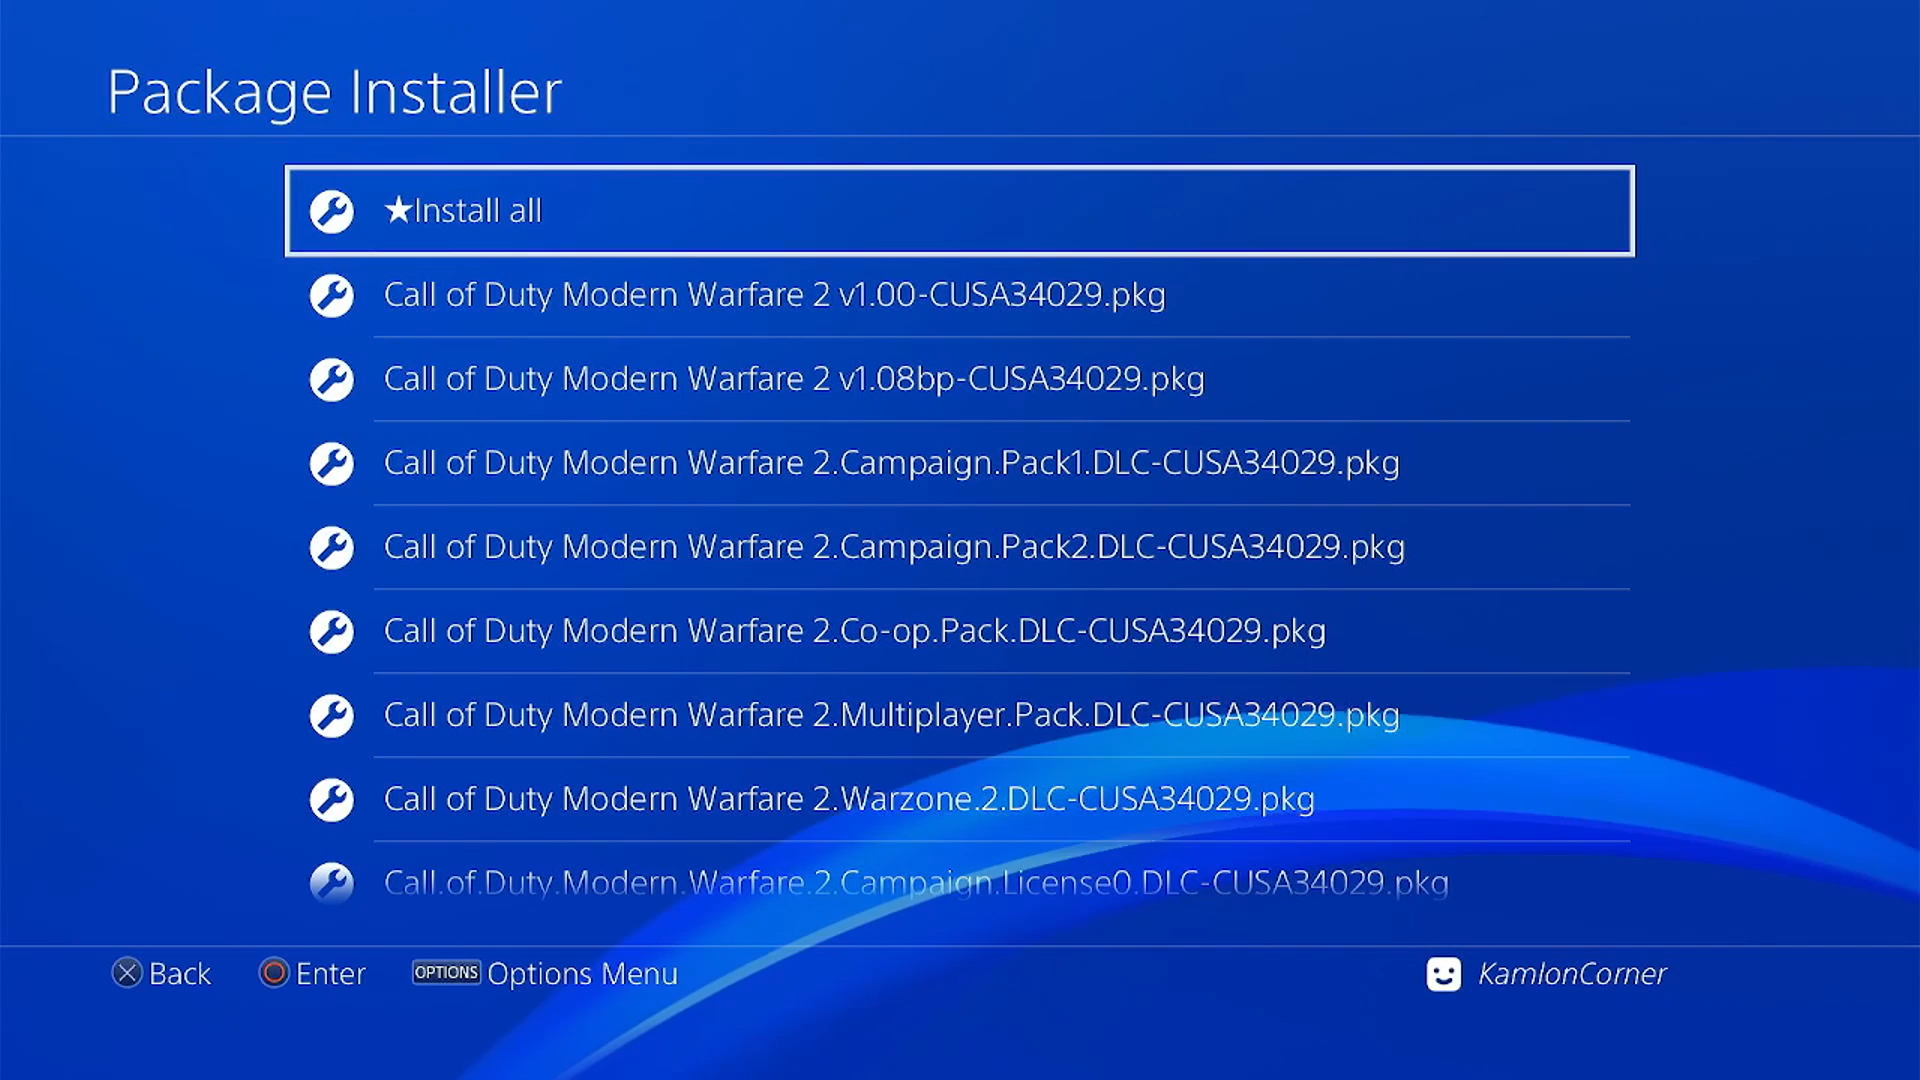 Package Installer
★Install all
Call of Duty Modern Warfare 2 v1.00-CUSA34029.pkg
Call of Duty Modern Warfare 2 v1.08bp-CUSA34029.pkg
Call of Duty Modern Warfare 2.Campaign.Pack1.DLC-CUSA34029.pkg
Call of Duty Modern Warfare 2.Campaign.Pack2.DLC-CUSA34029.pkg
Call of Duty Modern Warfare 2.Co-op.Pack.DLC-CUSA34029.pkg
Call of Duty Modern Warfare 2.Multiplayer.Pack.DLC-CUSA34029.pkg
Call of Duty Modern Warfare 2.Warzone.2.DLC-CUSA34029.pkg
Call.of.Duty.Modern.Warfare.2.Campaign.License0.DLC-CUSA34029.pkg
Back Enter OPTIONS Options Menu KamlonCorner